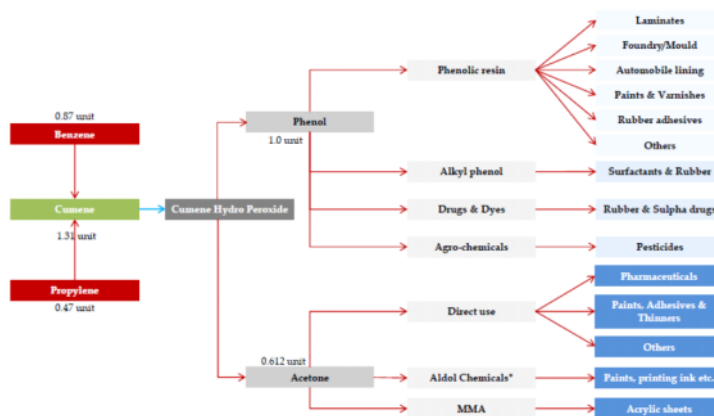 Laminates
Foundry/Mould
Phenolic resin
Automobile lining
Paints & Varnishes
0.87 unit
Benzene
Phenol
1.0 unit
Rubber adhesives
Others
Alkyl phenol
Surfactants & Rubber
Cumene
1.31 unit
Cumene Hydro Peroxide
Drugs & Dyes
Rubber & Sulpha drugs
Agro-chemicals
Pesticides
Propylene
0.47 unit
Pharmaceuticals
Direct use
Paints, Adhesives &
Thinners
Others
0.612 unit
Acetone
Aldol Chemicals*
Paints, printing ink etc.
MMA
Acrylic sheets